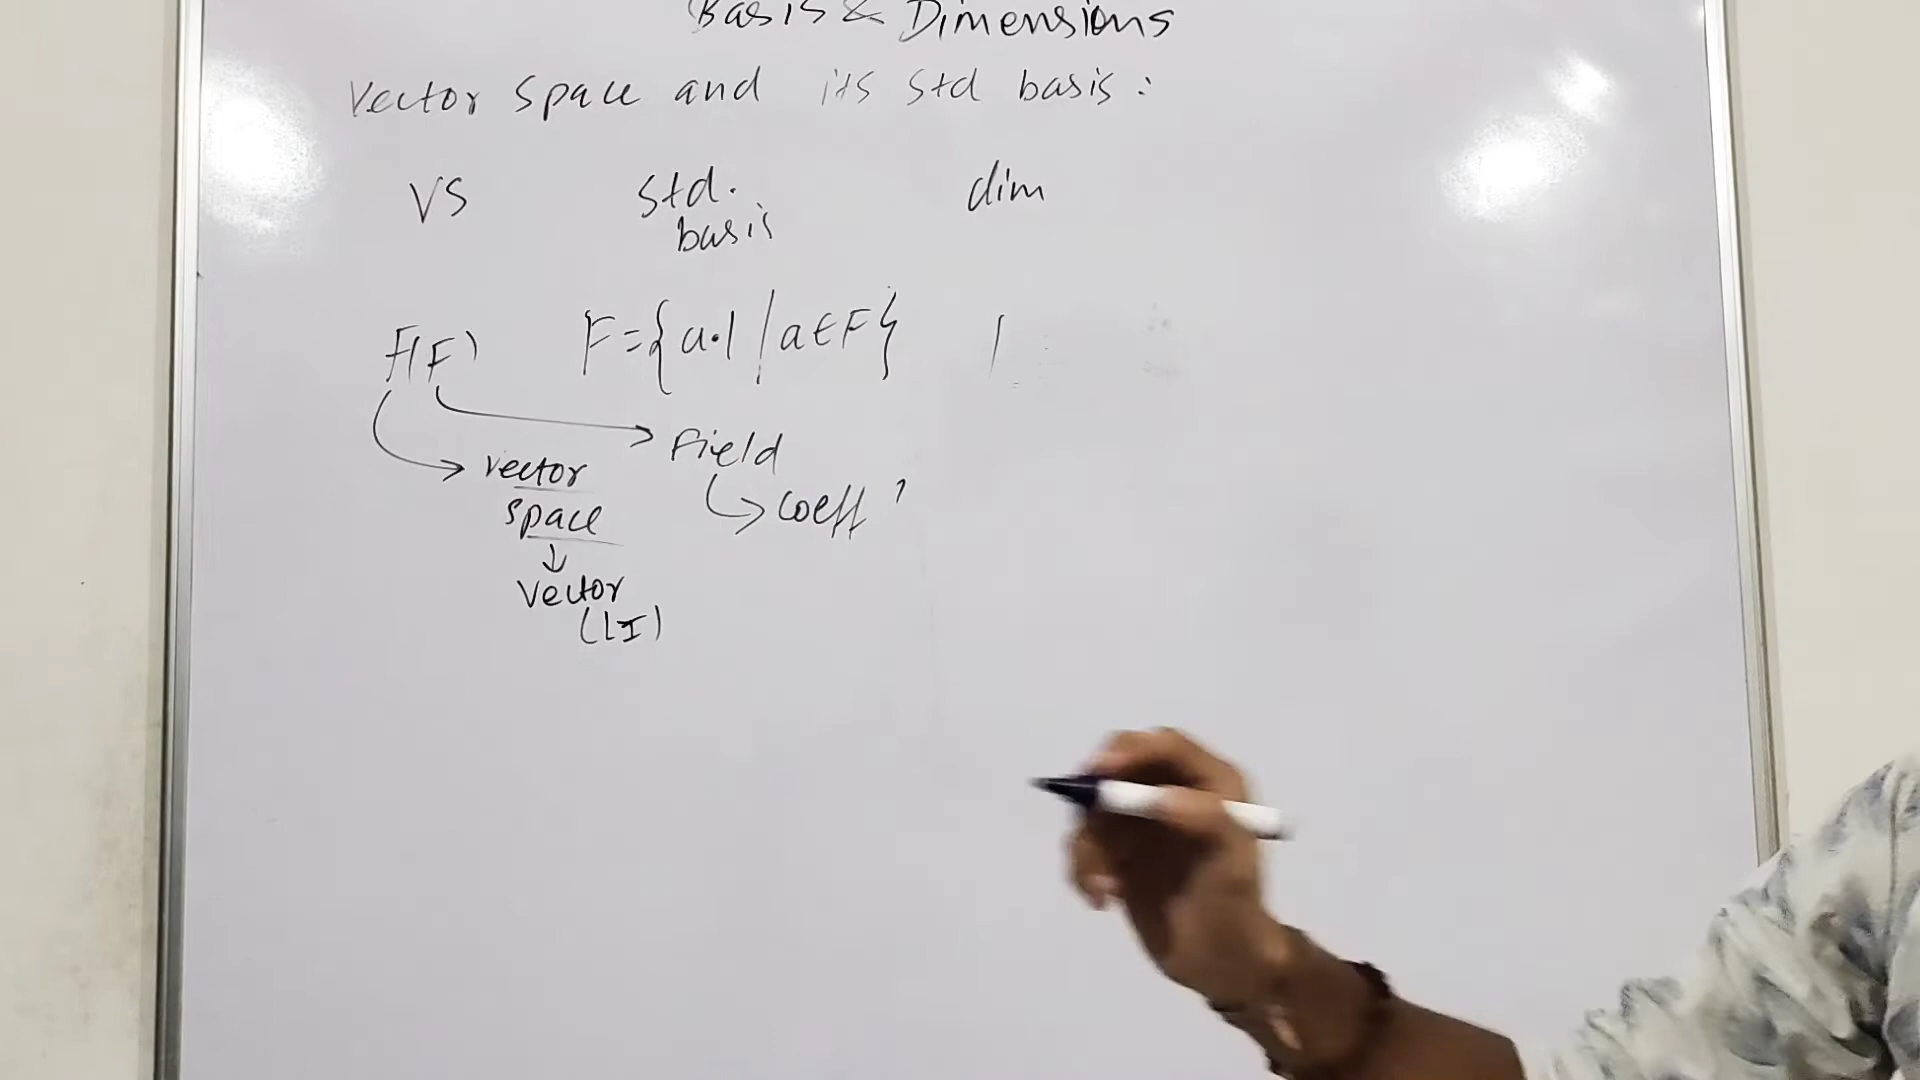 Basis & Dimensions
Vector space and its std basis :
VS std. basis dim
F(F) F={a.1 | a∈F} 1
Field
vector
space
coeff
↓
Vector
(LI)